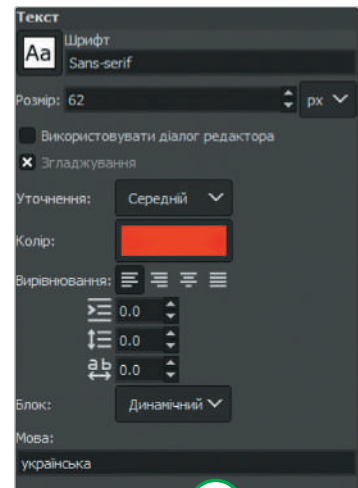 Текст
Aa
Шрифт
Sans-serif
Розмір: 62 px
Використовувати діалог редактора
Згладжування
Уточнення: Середній
Колір:
Вирівнювання:
0.0
0.0
ab 0.0
Блок: Динамічний
Мова:
українська